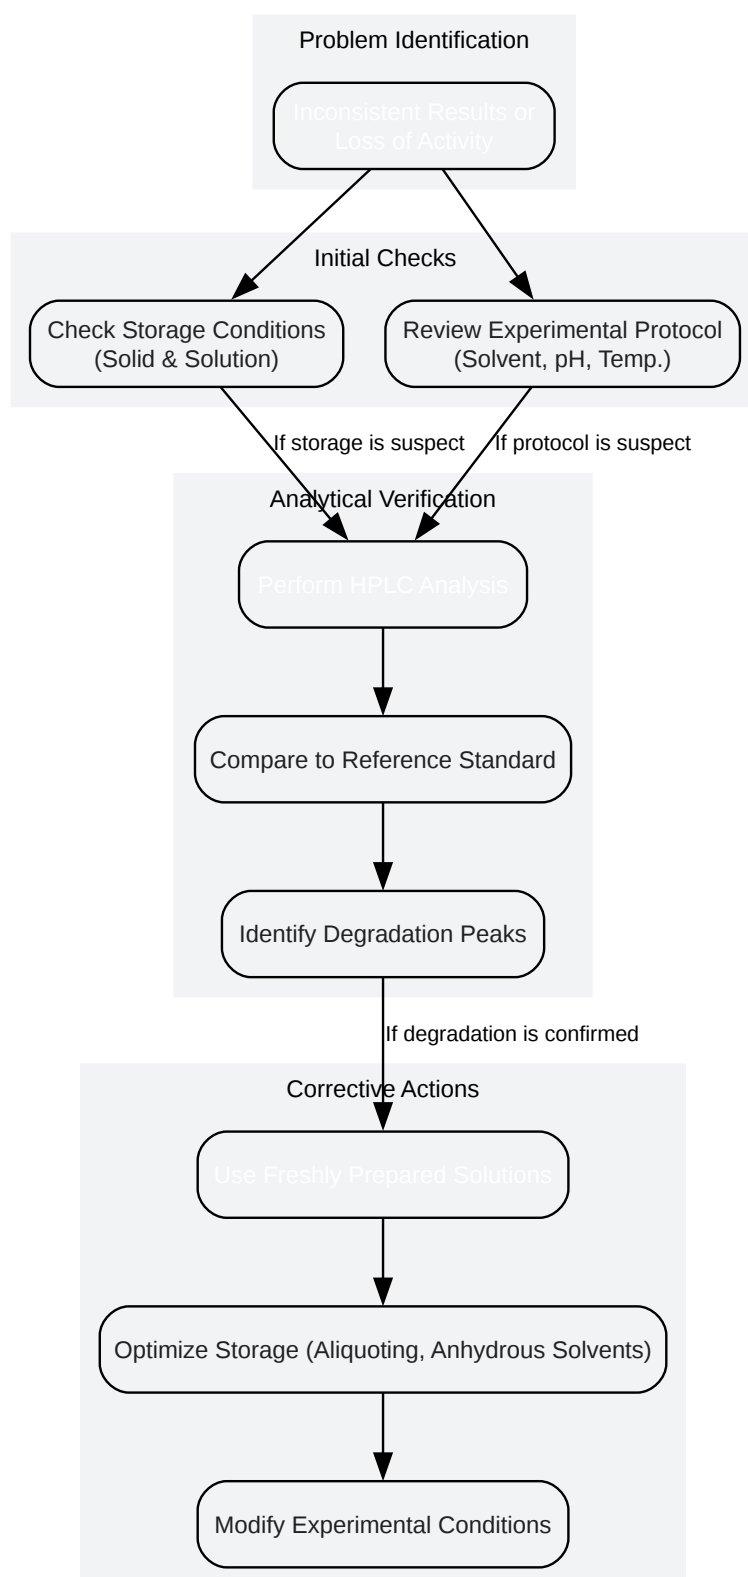 Problem Identification
Inconsistent Results or
Loss of Activity
Initial Checks
Check Storage Conditions
(Solid & Solution)
Review Experimental Protocol
(Solvent, pH, Temp.)
If storage is suspect
If protocol is suspect
Analytical Verification
Perform HPLC Analysis
Compare to Reference Standard
Identify Degradation Peaks
If degradation is confirmed
Corrective Actions
Use Freshly Prepared Solutions
Optimize Storage (Aliquoting, Anhydrous Solvents)
Modify Experimental Conditions